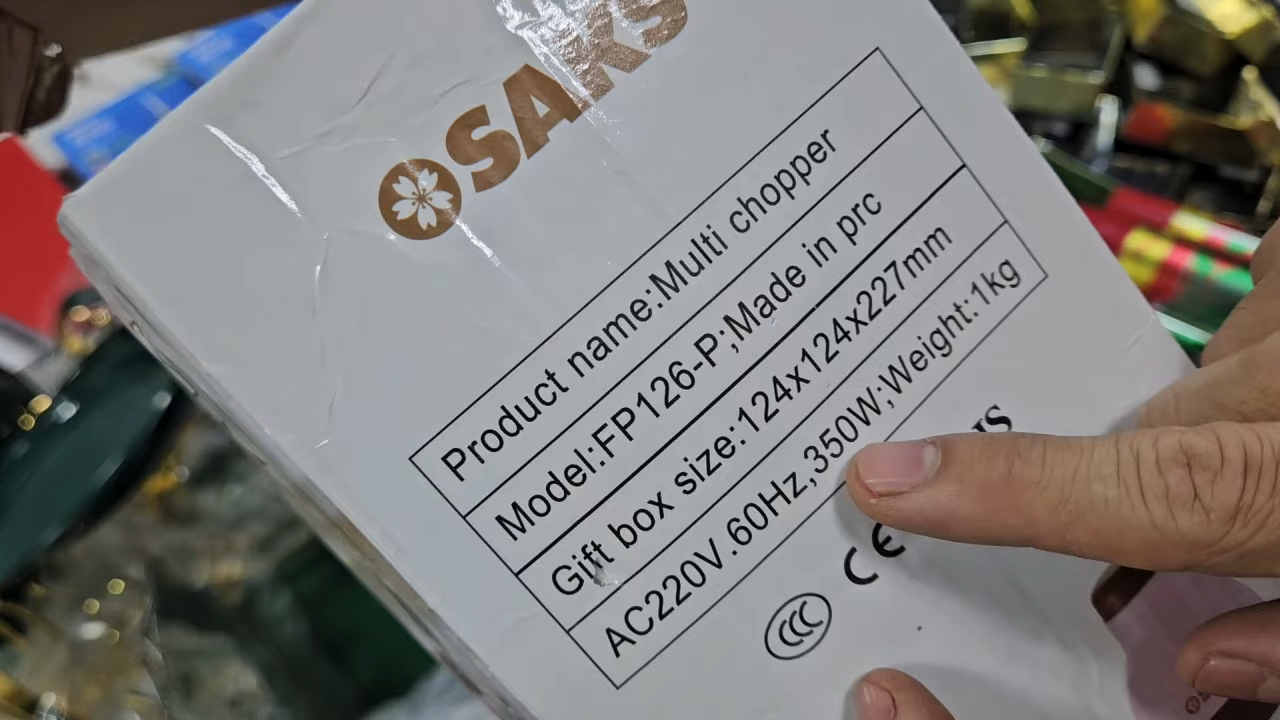 SAKS
Product name:Multi chopper
Model:FP126-P;Made in prc
Gift box size:124x124x227mm
AC220V.60Hz,350W;Weight:1kg
CCC CE